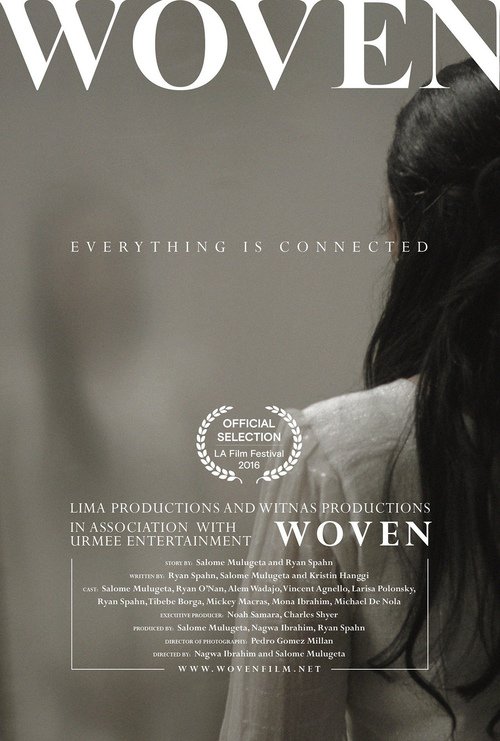 WOVEN
EVERYTHING IS CONNECTED
OFFICIAL
SELECTION
LA Film Festival
2016
LIMA PRODUCTIONS AND WITNAS PRODUCTIONS
IN ASSOCIATION WITH
URMEE ENTERTAINMENT
WOVEN
STORY BY: Salome Mulugeta and Ryan Spahn
WRITTEN BY: Ryan Spahn, Salome Mulugeta and Kristin Hanggi
CAST: Salome Mulugeta, Ryan O'Nan, Alem Wadajo, Vincent Agnello, Larisa Polonsky,
Ryan Spahn, Tibebe Borga, Mickey Macras, Mona Ibrahim, Michael De Nola
EXECUTIVE PRODUCER: Noah Samara, Charles Shyer
PRODUCED BY: Salome Mulugeta, Nagwa Ibrahim, Ryan Spahn
DIRECTOR OF PHOTOGRAPHY: Pedro Gomez Millan
DIRECTED BY: Nagwa Ibrahim and Salome Mulugeta
WWW.WOVENFILM.NET